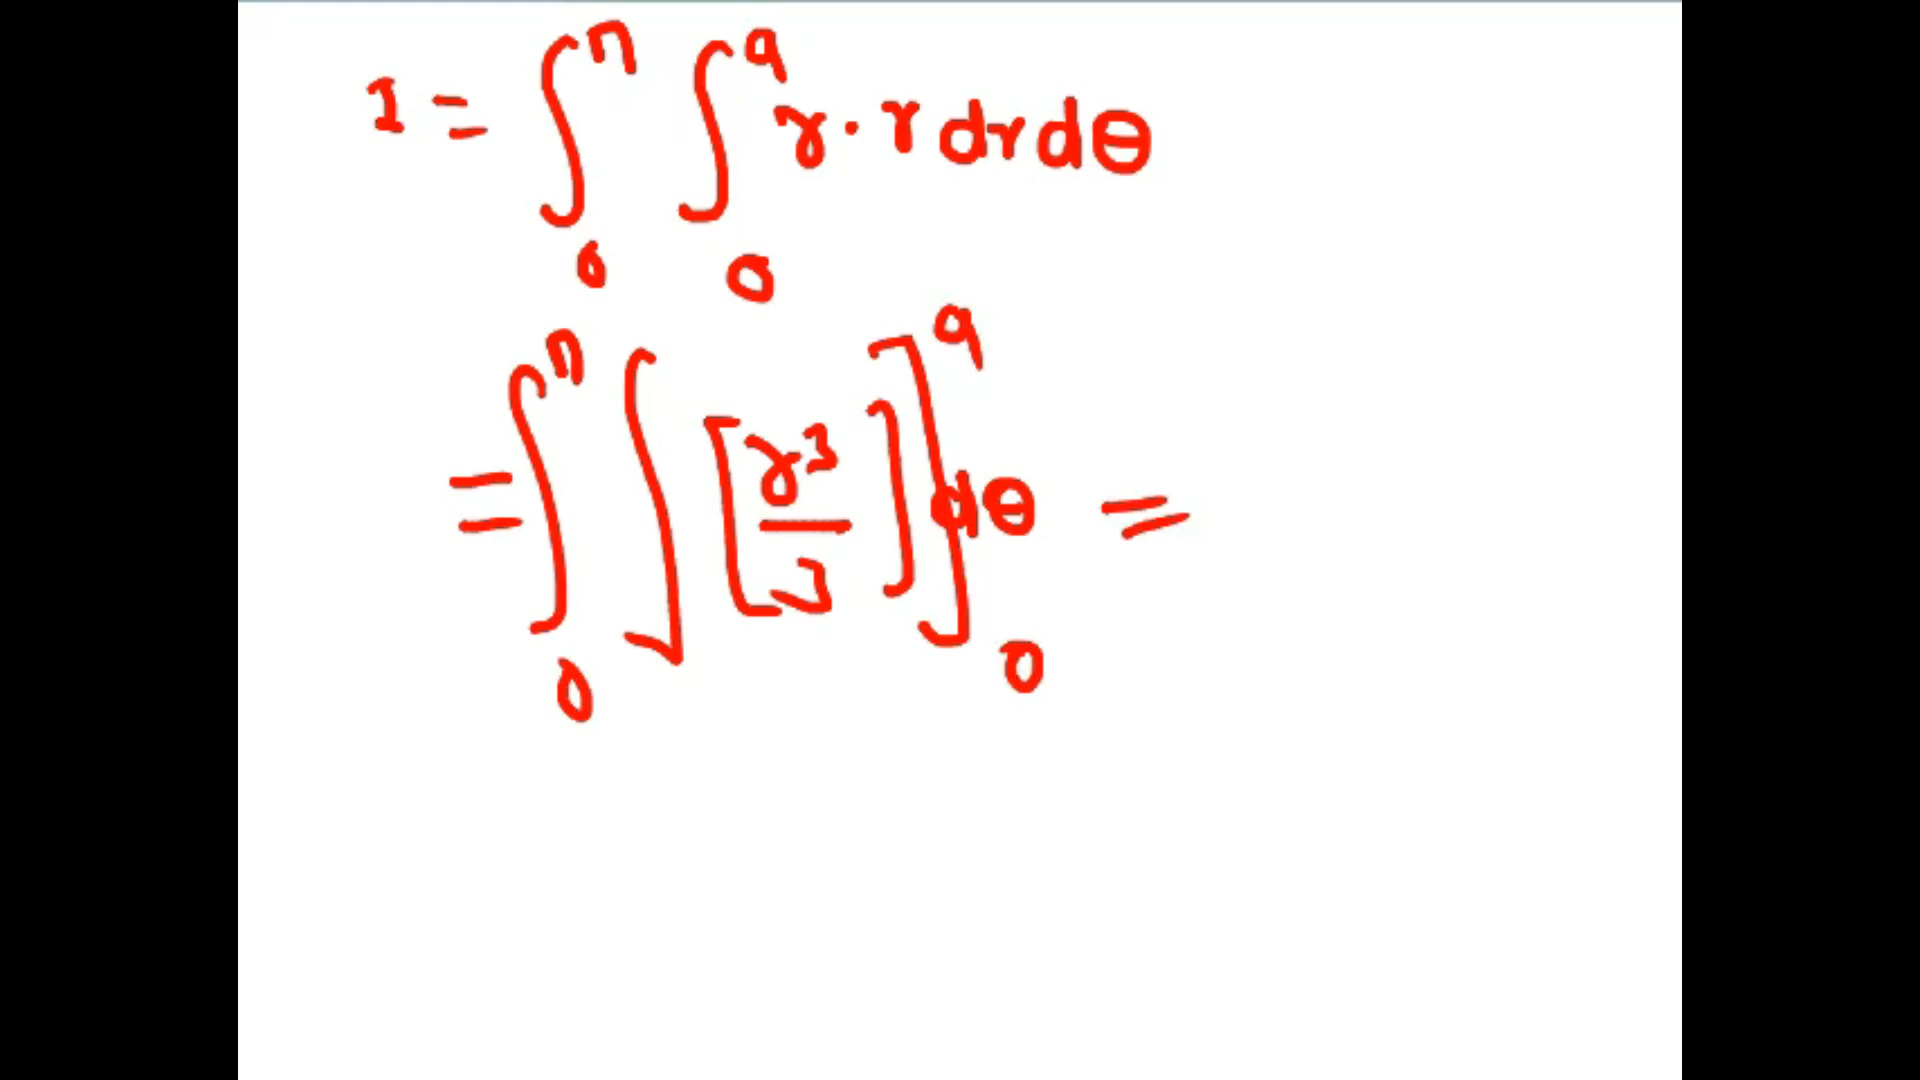 I = ∫₀^π ∫₀^a r · r dr dθ
= ∫₀^π ∫ [r³/3]]₀^a dθ =